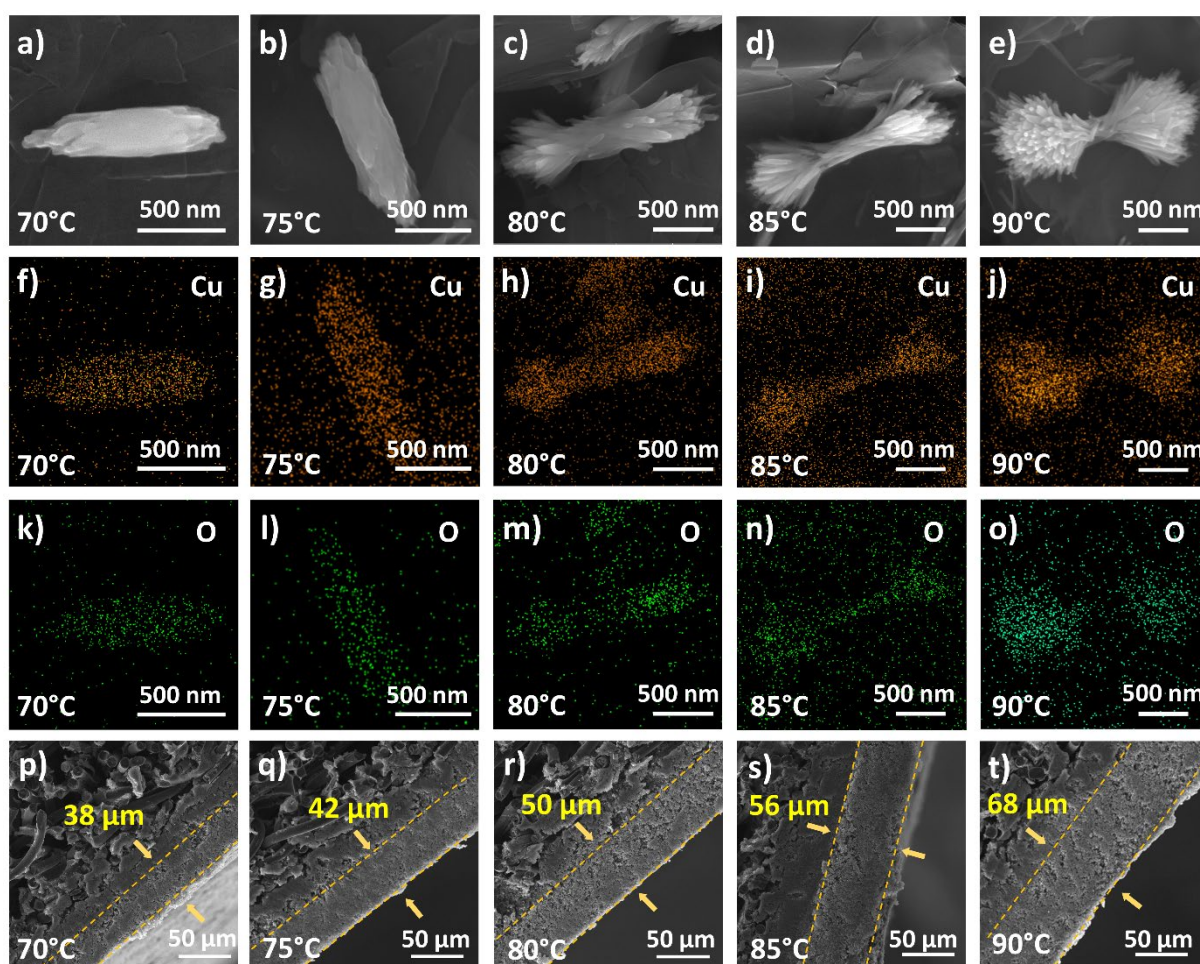 a)
500 nm
70°C
b)
500 nm
75°C
c)
500 nm
80°C
d)
500 nm
85°C
e)
500 nm
90°C
f)
Cu
500 nm
70°C
g)
Cu
500 nm
75°C
h)
Cu
500 nm
80°C
i)
Cu
500 nm
85°C
j)
Cu
500 nm
90°C
k)
O
500 nm
70°C
l)
O
500 nm
75°C
m)
O
500 nm
80°C
n)
O
500 nm
85°C
o)
O
500 nm
90°C
p)
38 µm
50 µm
70°C
q)
42 µm
50 µm
75°C
r)
50 µm
50 µm
80°C
s)
56 µm
50 µm
85°C
t)
68 µm
50 µm
90°C